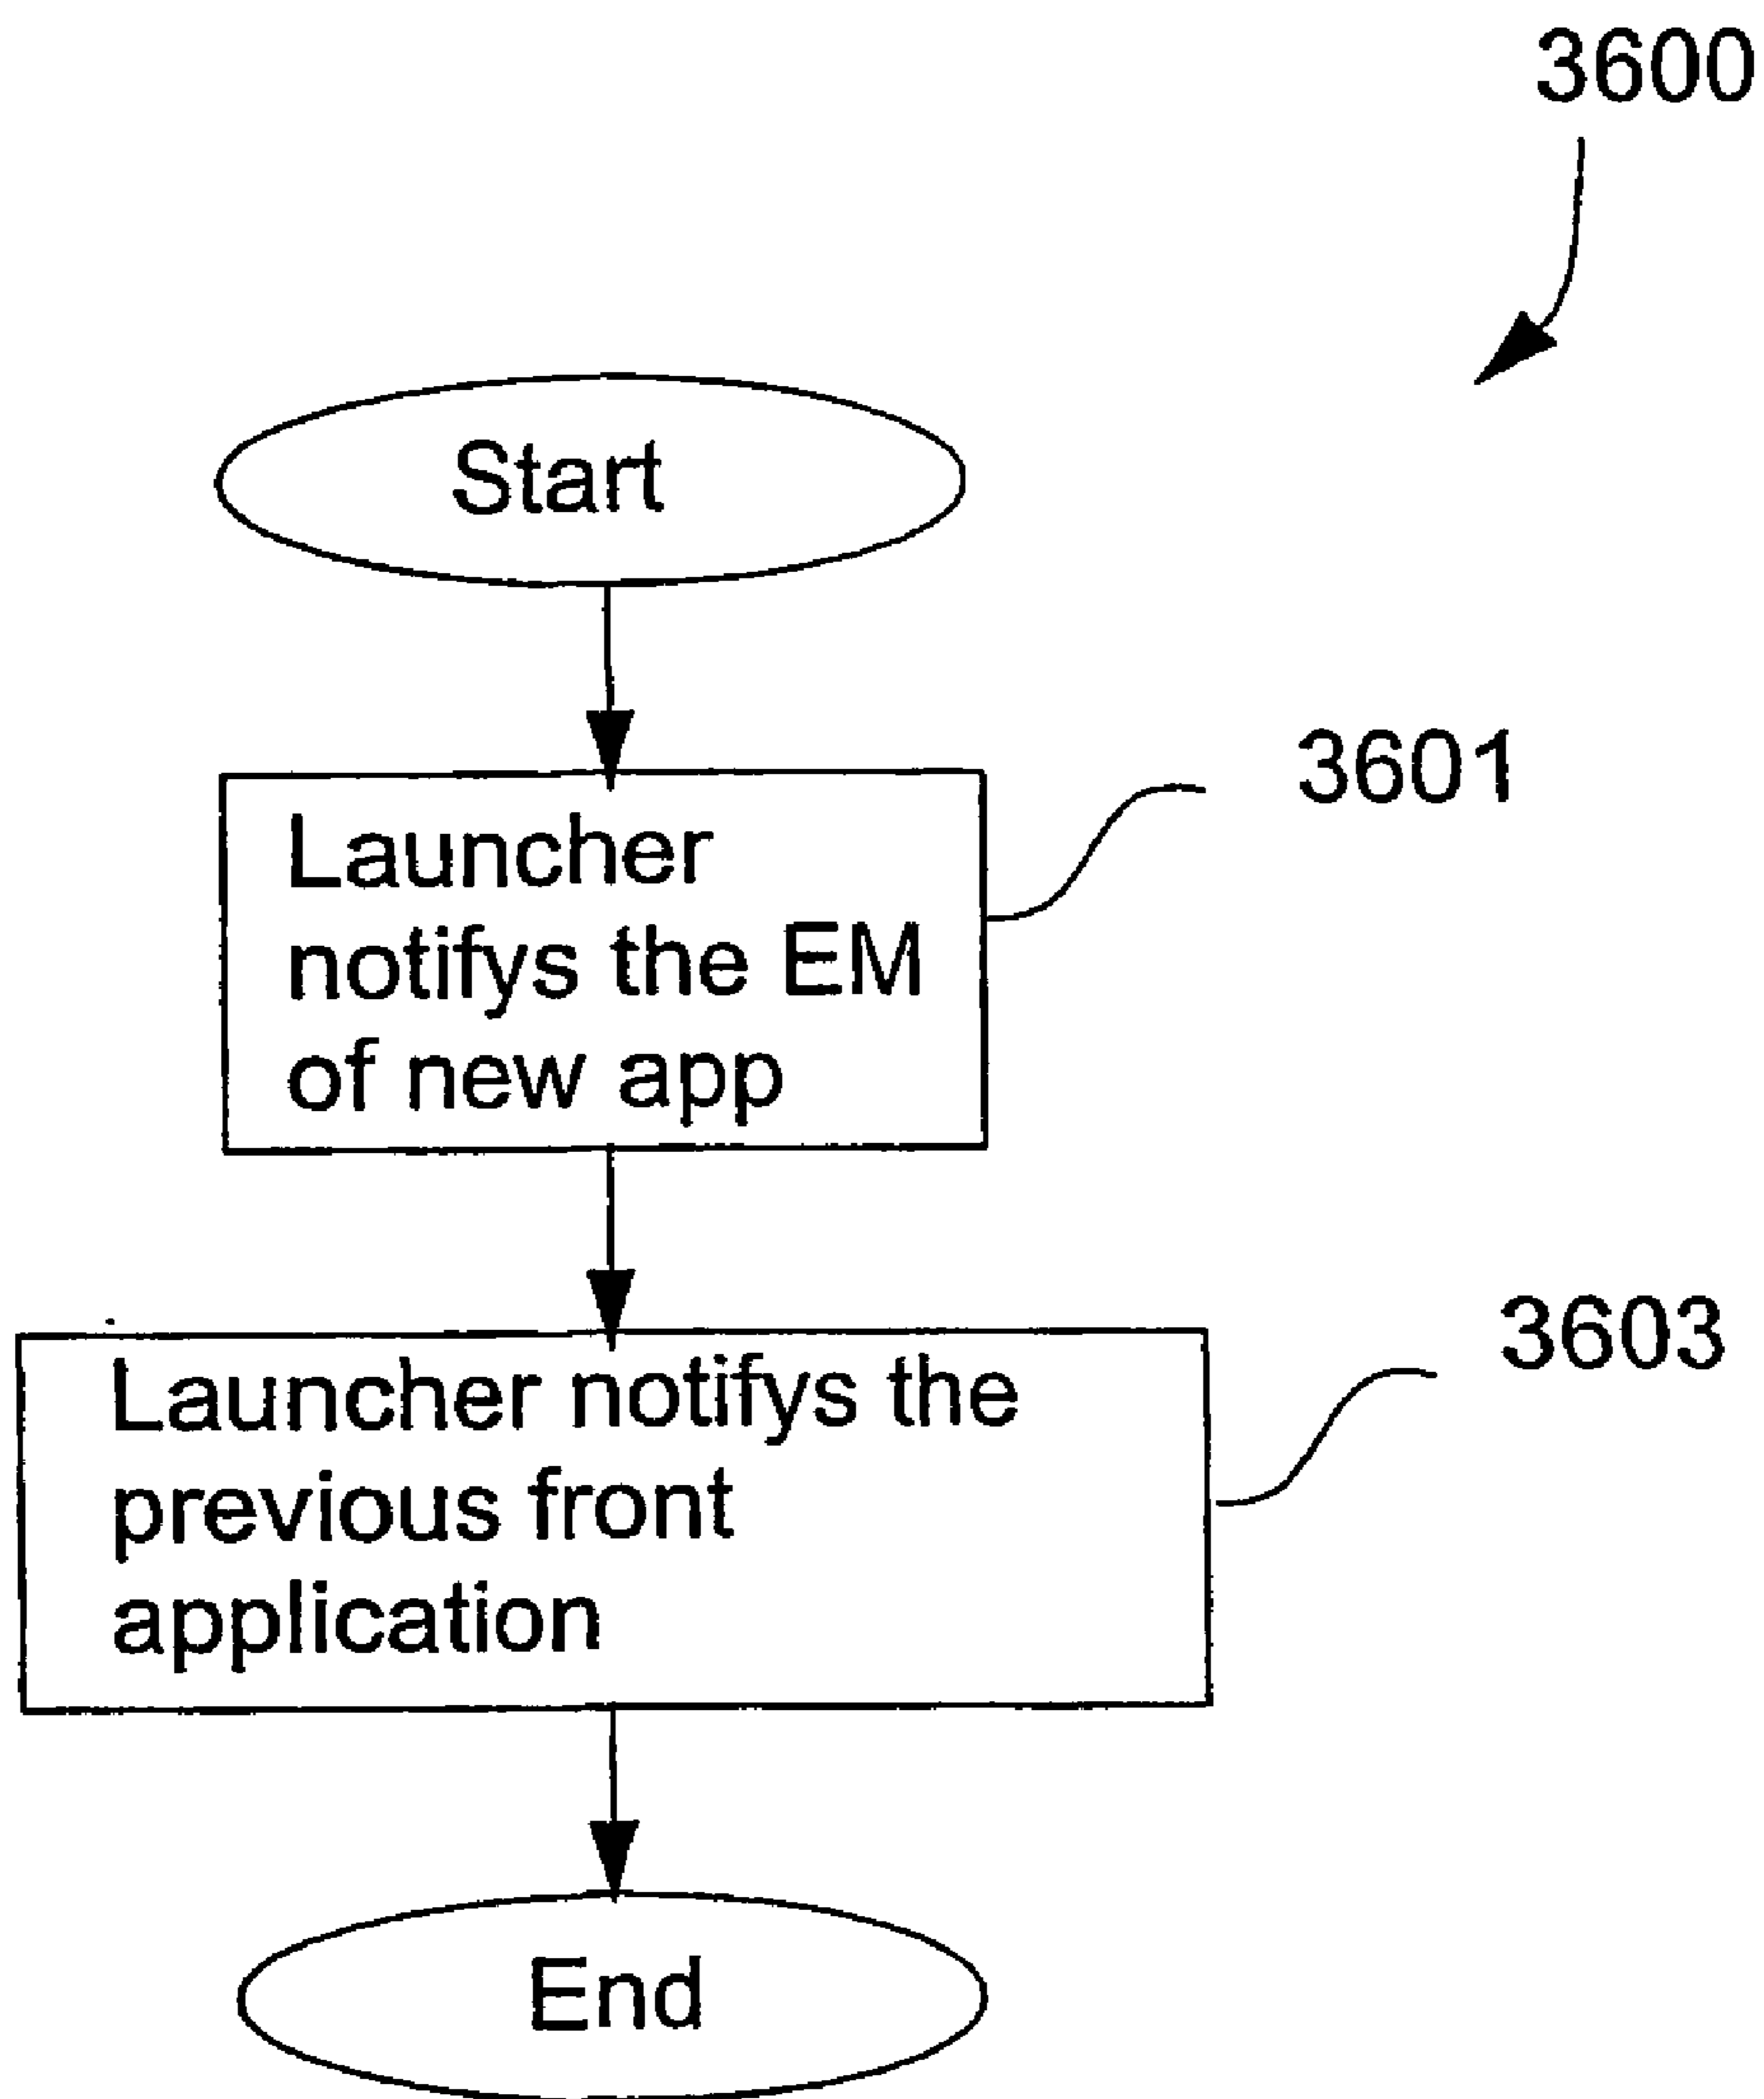 3600
Start
3601
Launcher
notifys the EM
of new app
3603
Launcher notifys the
previous front
application
End